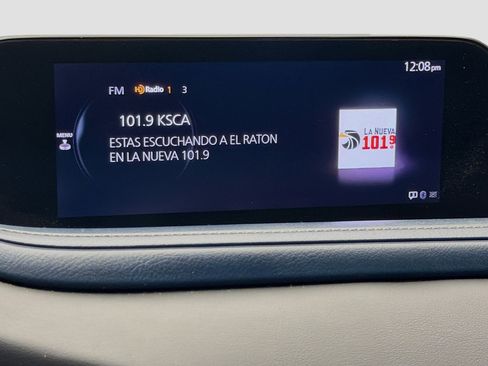 12:08pm
FM HD Radio 1 3
101.9 KSCA
MENU
ESTAS ESCUCHANDO A EL RATON
EN LA NUEVA 101.9
LA NUEVA
101.9